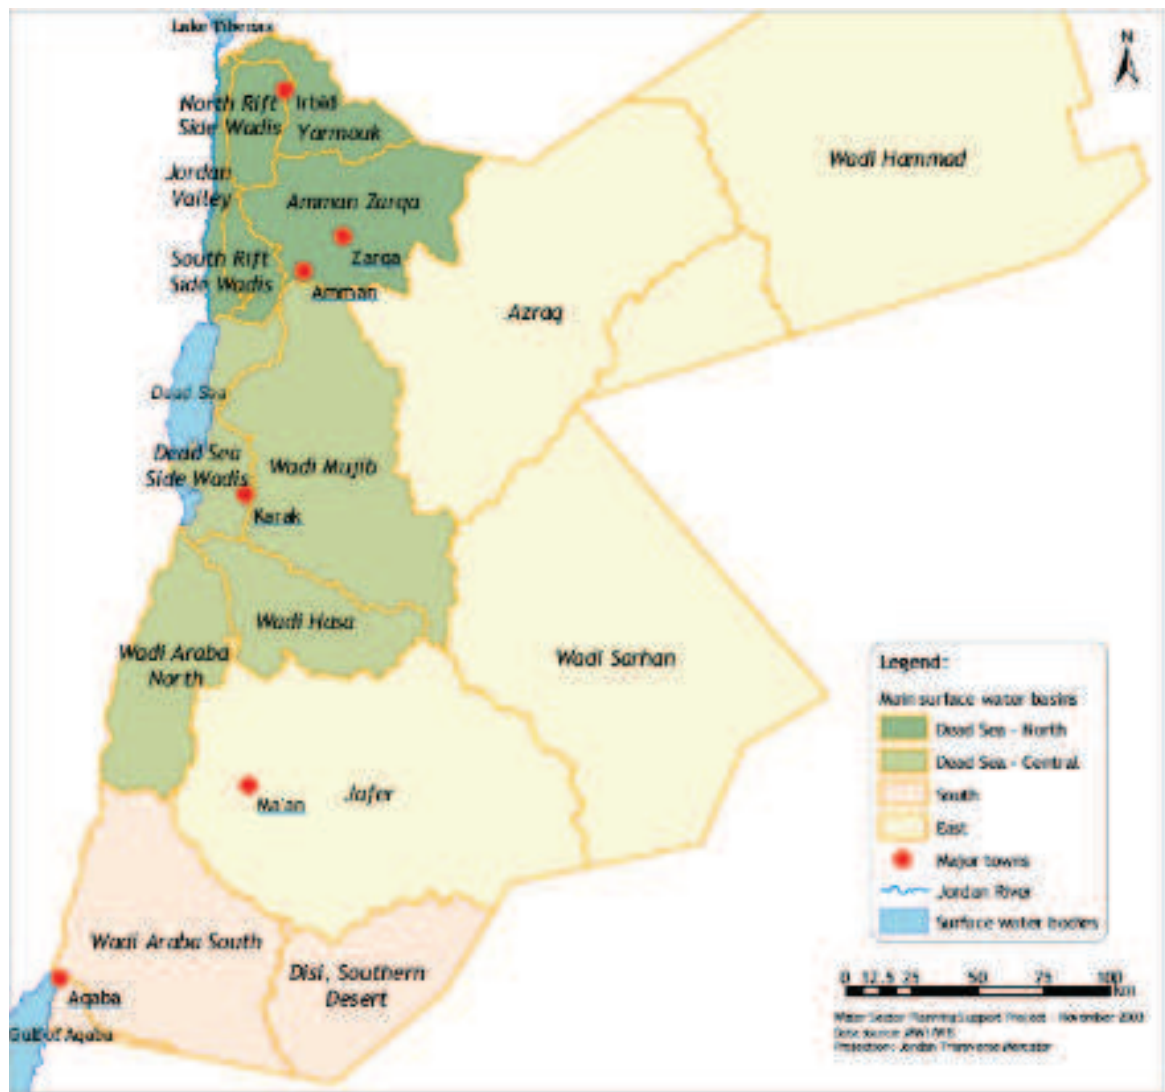 Lake Tiberias
N
North Rift
Side Wadis
Irbid
Yarmouk
Wadi Hammad
Jordan
Valley
Amman Zarqa
South Rift
Side Wadis
Zarqa
Amman
Azraq
Dead Sea
Dead Sea
Side Wadis
Wadi Mujib
Karak
Wadi Hasa
Wadi Araba
North
Wadi Sarhan
Legend:
Main surface water basins
Dead Sea - North
Dead Sea - Central
South
East
Major towns
Jordan River
Surface water bodies
Ma'an
Jafer
Wadi Araba South
Disi, Southern
Desert
Aqaba
Gulf of Aqaba
0 12.5 25 50 75 100
Km
Water Sector Planning Support Project - November 2003
Data source:
Projection: Jordan Transverse Mercator